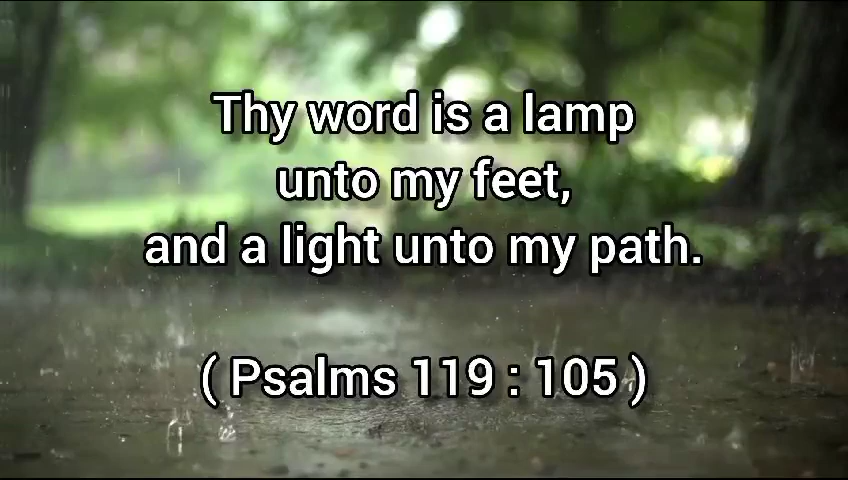 Thy word is a lamp
unto my feet,
and a light unto my path.
( Psalms 119 : 105 )